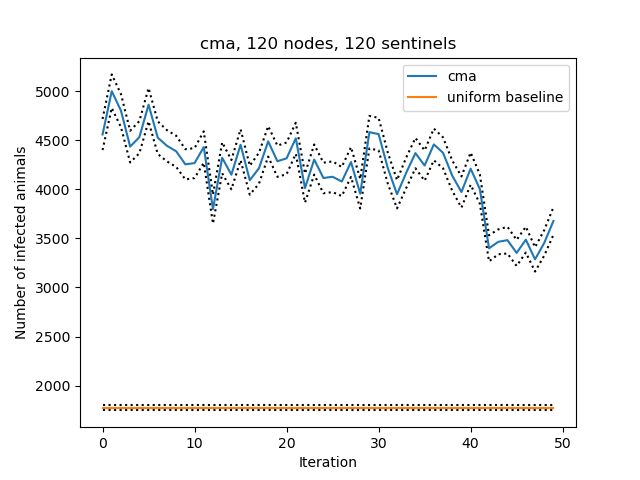 cma, 120 nodes, 120 sentinels
cma
uniform baseline
Number of infected animals
5000
4500
4000
3500
3000
2500
2000
0 10 20 30 40 50
Iteration